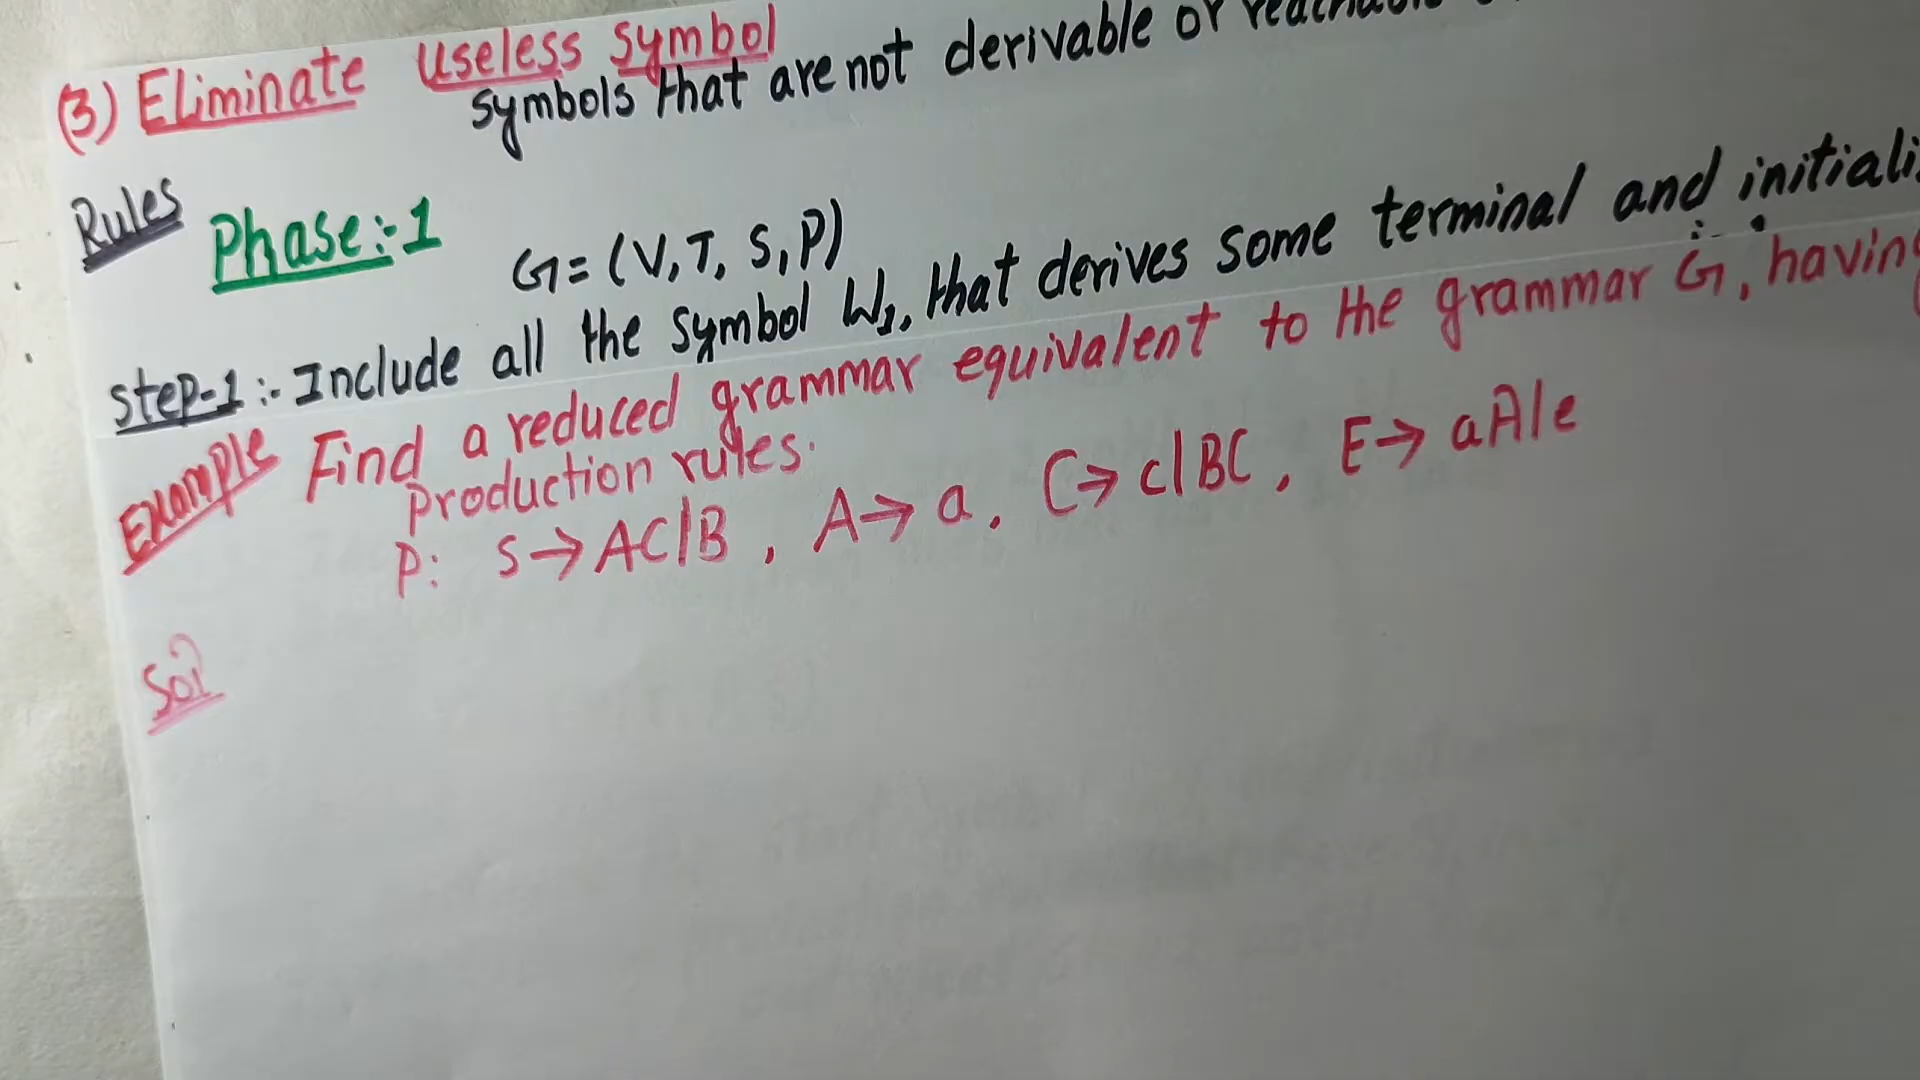 (3) Eliminate useless symbol
symbols that are not derivable or
Rules Phase:-1
G=(V,T, S,P)
step-1:- Include all the symbol W1, that derives some terminal and
Example Find a reduced grammar equivalent to the grammar G, having
production rules.
P: S→AC|B, A→a, C→c|BC, E→aA|e
Sol